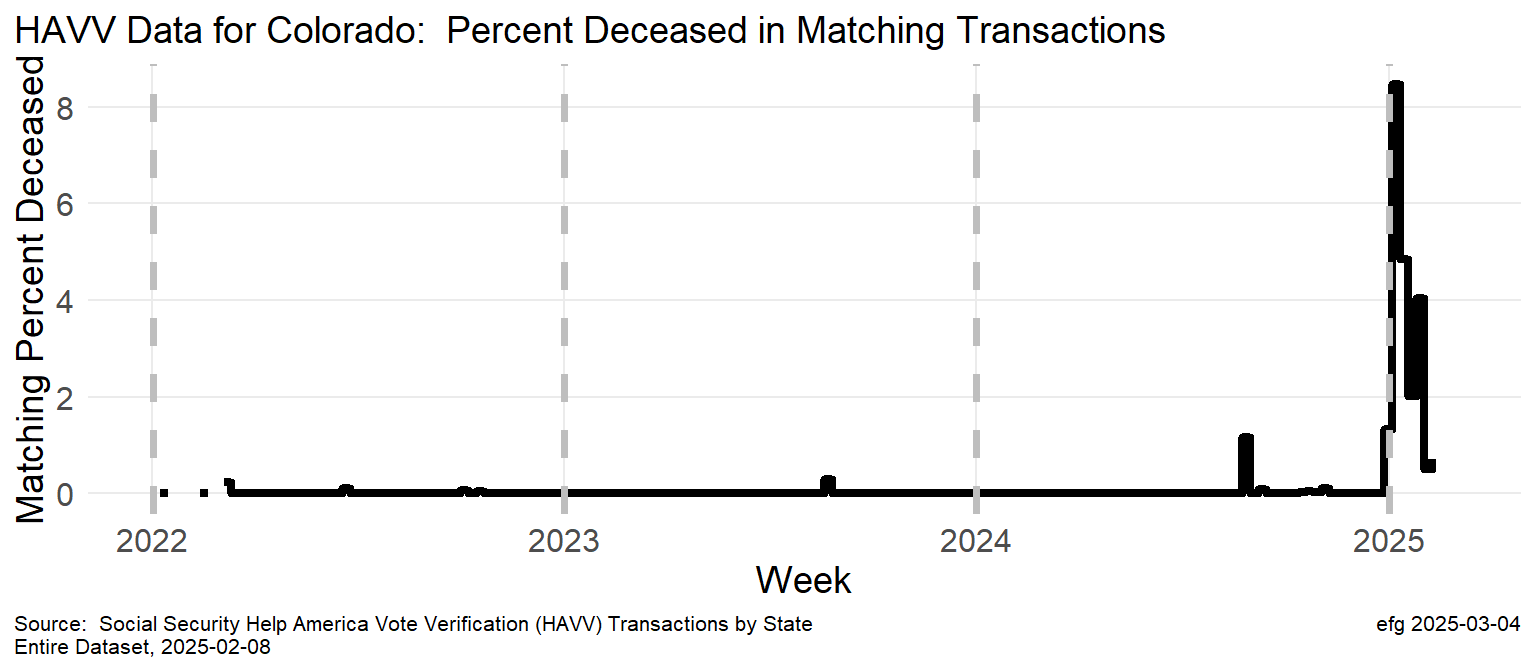 HAVV Data for Colorado:  Percent Deceased in Matching Transactions
Matching Percent Deceased
8
6
4
2
0
2022 2023 2024 2025
Week
Source:  Social Security Help America Vote Verification (HAVV) Transactions by State
Entire Dataset, 2025-02-08
efg 2025-03-04